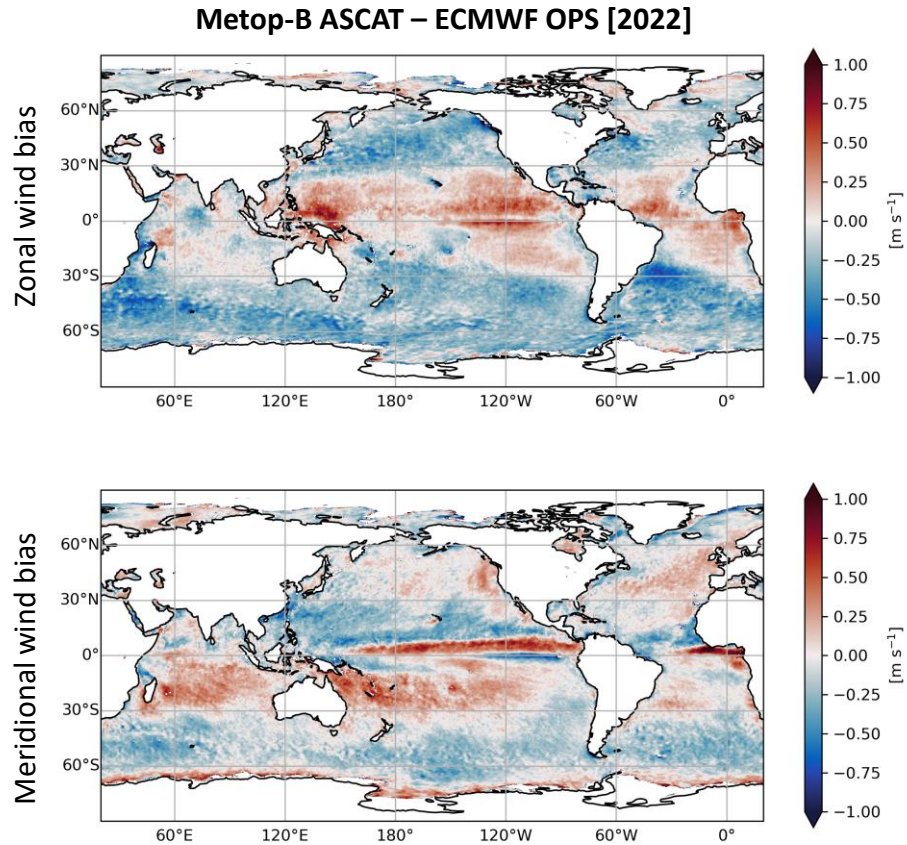 Metop-B ASCAT – ECMWF OPS [2022]
Zonal wind bias
60°N
30°N
0°
30°S
60°S
60°E 120°E 180° 120°W 60°W 0°
1.00
0.75
0.50
0.25
0.00
−0.25
−0.50
−0.75
−1.00
[m s⁻¹]
Meridional wind bias
60°N
30°N
0°
30°S
60°S
60°E 120°E 180° 120°W 60°W 0°
1.00
0.75
0.50
0.25
0.00
−0.25
−0.50
−0.75
−1.00
[m s⁻¹]